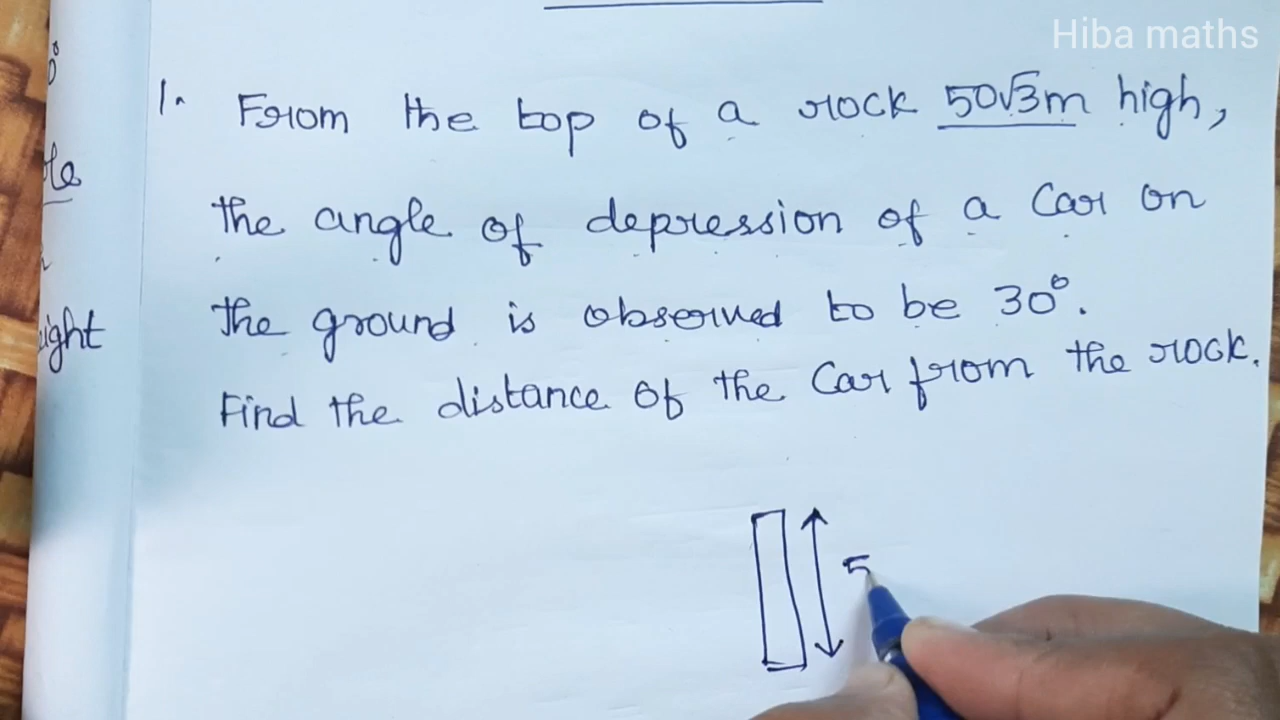 Hiba maths
1. From the top of a rock 50√3m high,
the angle of depression of a car on
the ground is observed to be 30°.
Find the distance of the car from the rock.
5
ight